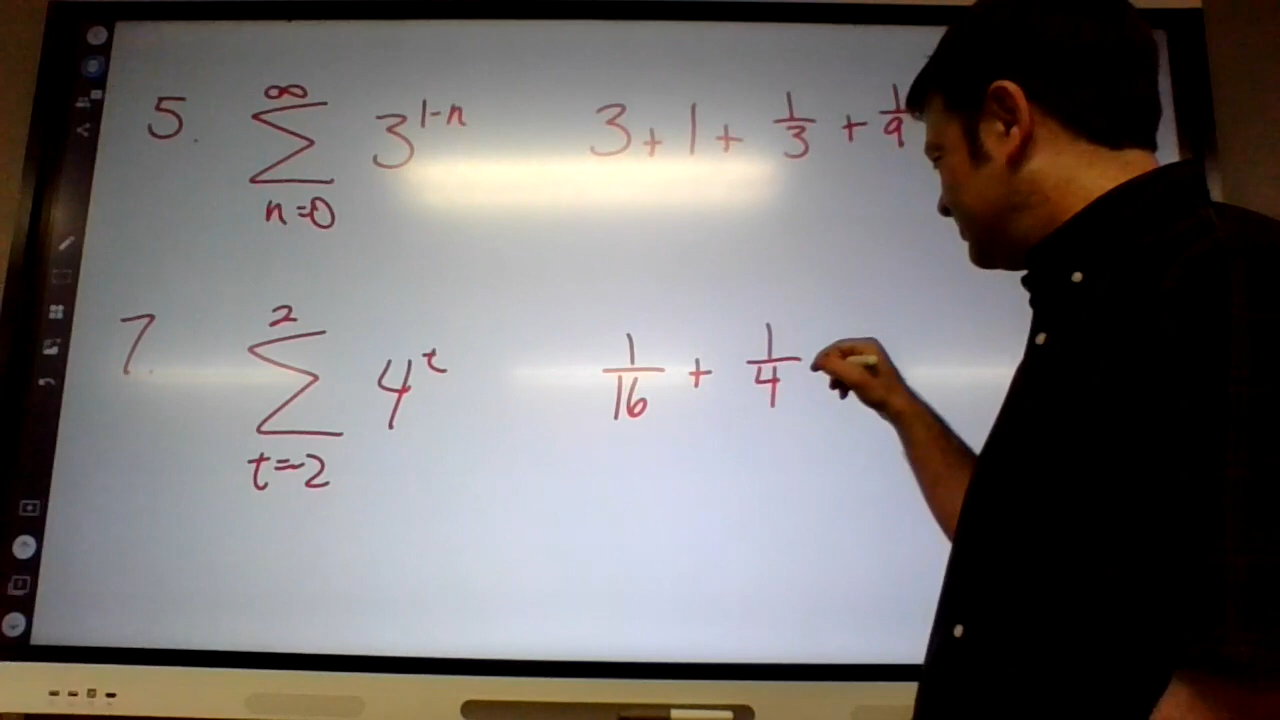 5. ∞ ∑ n=0 3^{1-n} 3 + 1 + 1/3 + 1/9
7. 2 ∑ t=-2 4^t 1/16 + 1/4